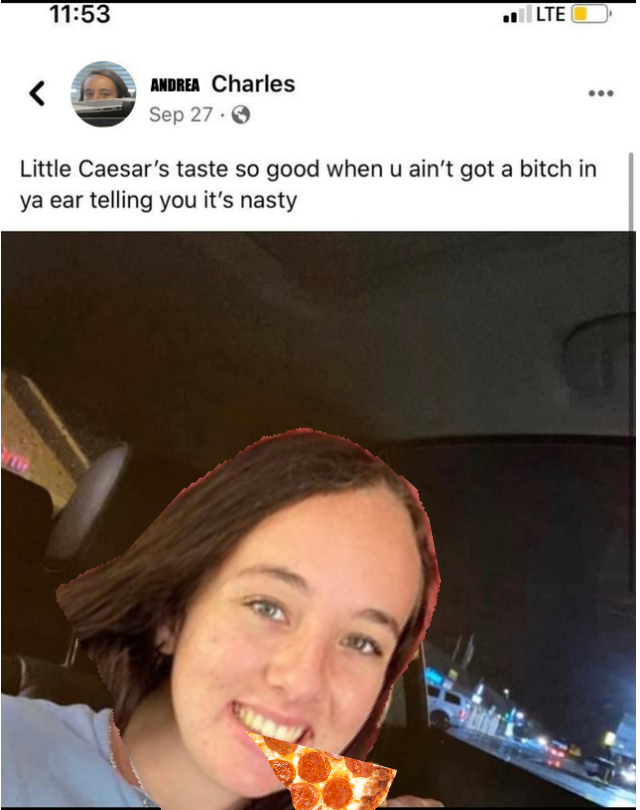 11:53 LTE
ANDREA Charles
Sep 27 ·
Little Caesar’s taste so good when u ain’t got a bitch in
ya ear telling you it’s nasty